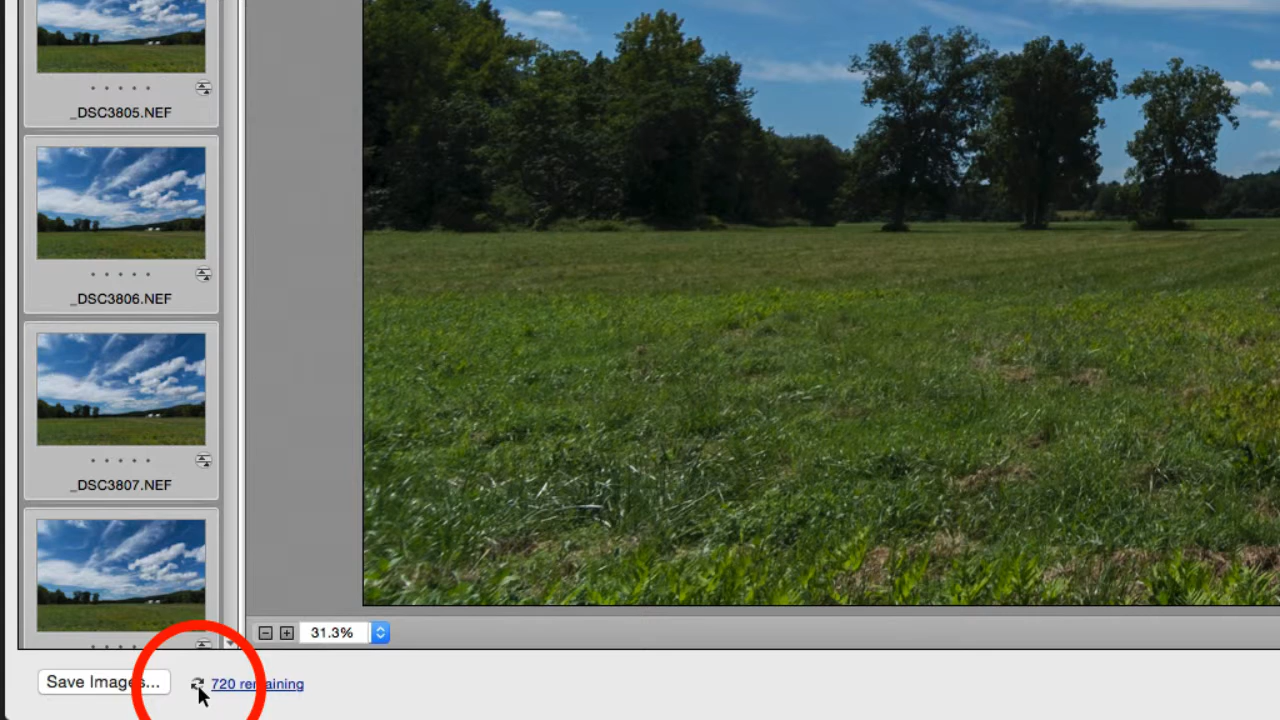 _DSC3805.NEF
_DSC3806.NEF
_DSC3807.NEF
31.3%
Save Images...
720 remaining